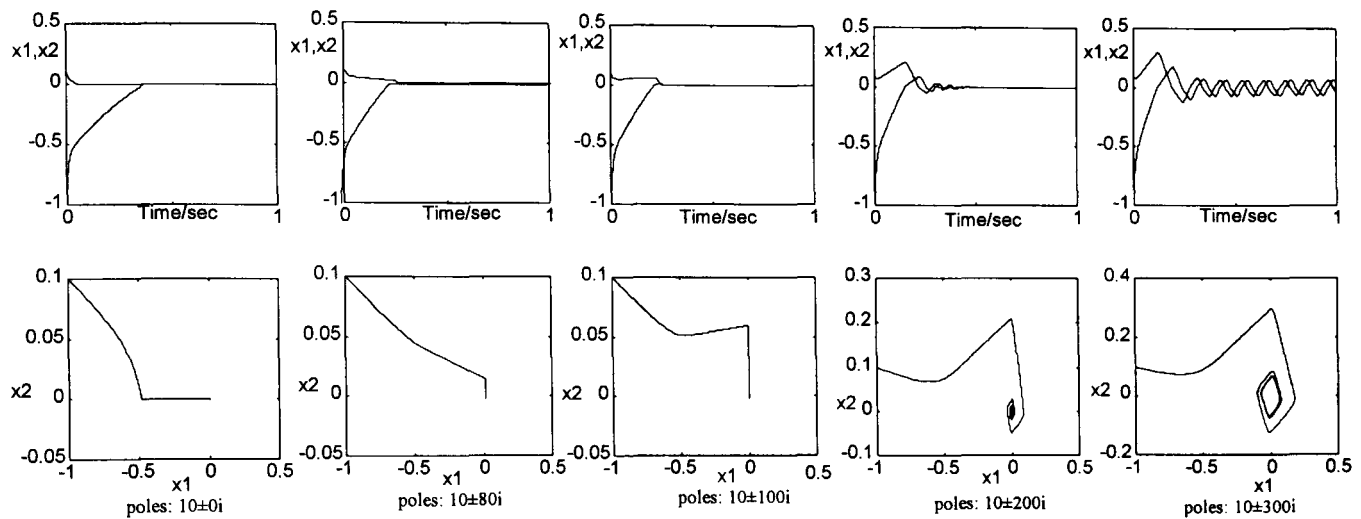 0.5 0.5 0.5 0.5 0.5
x1,x2 x1,x2 x1,x2 x1,x2 x1,x2
0 0 0 0 0
-0.5 -0.5 -0.5 -0.5 -0.5
-1 -1 -1 -1 -1
0 Time/sec 1 0 Time/sec 1 0 Time/sec 1 0 Time/sec 1 0 Time/sec 1
0.1 0.1 0.1 0.3 0.4
0.05 0.05 0.05 0.2 0.2
0.1
x2 0 x2 0 x2 0 x2 0 x2 0
-0.05 -0.05 -0.05 -0.1 -0.2
-1 -0.5 0 0.5 -1 -0.5 0 0.5 -1 -0.5 0 0.5 -1 -0.5 0 0.5 -1 -0.5 0 0.5
x1 x1 x1 x1 x1
poles: 10±0i poles: 10±80i poles: 10±100i poles: 10±200i poles: 10±300i